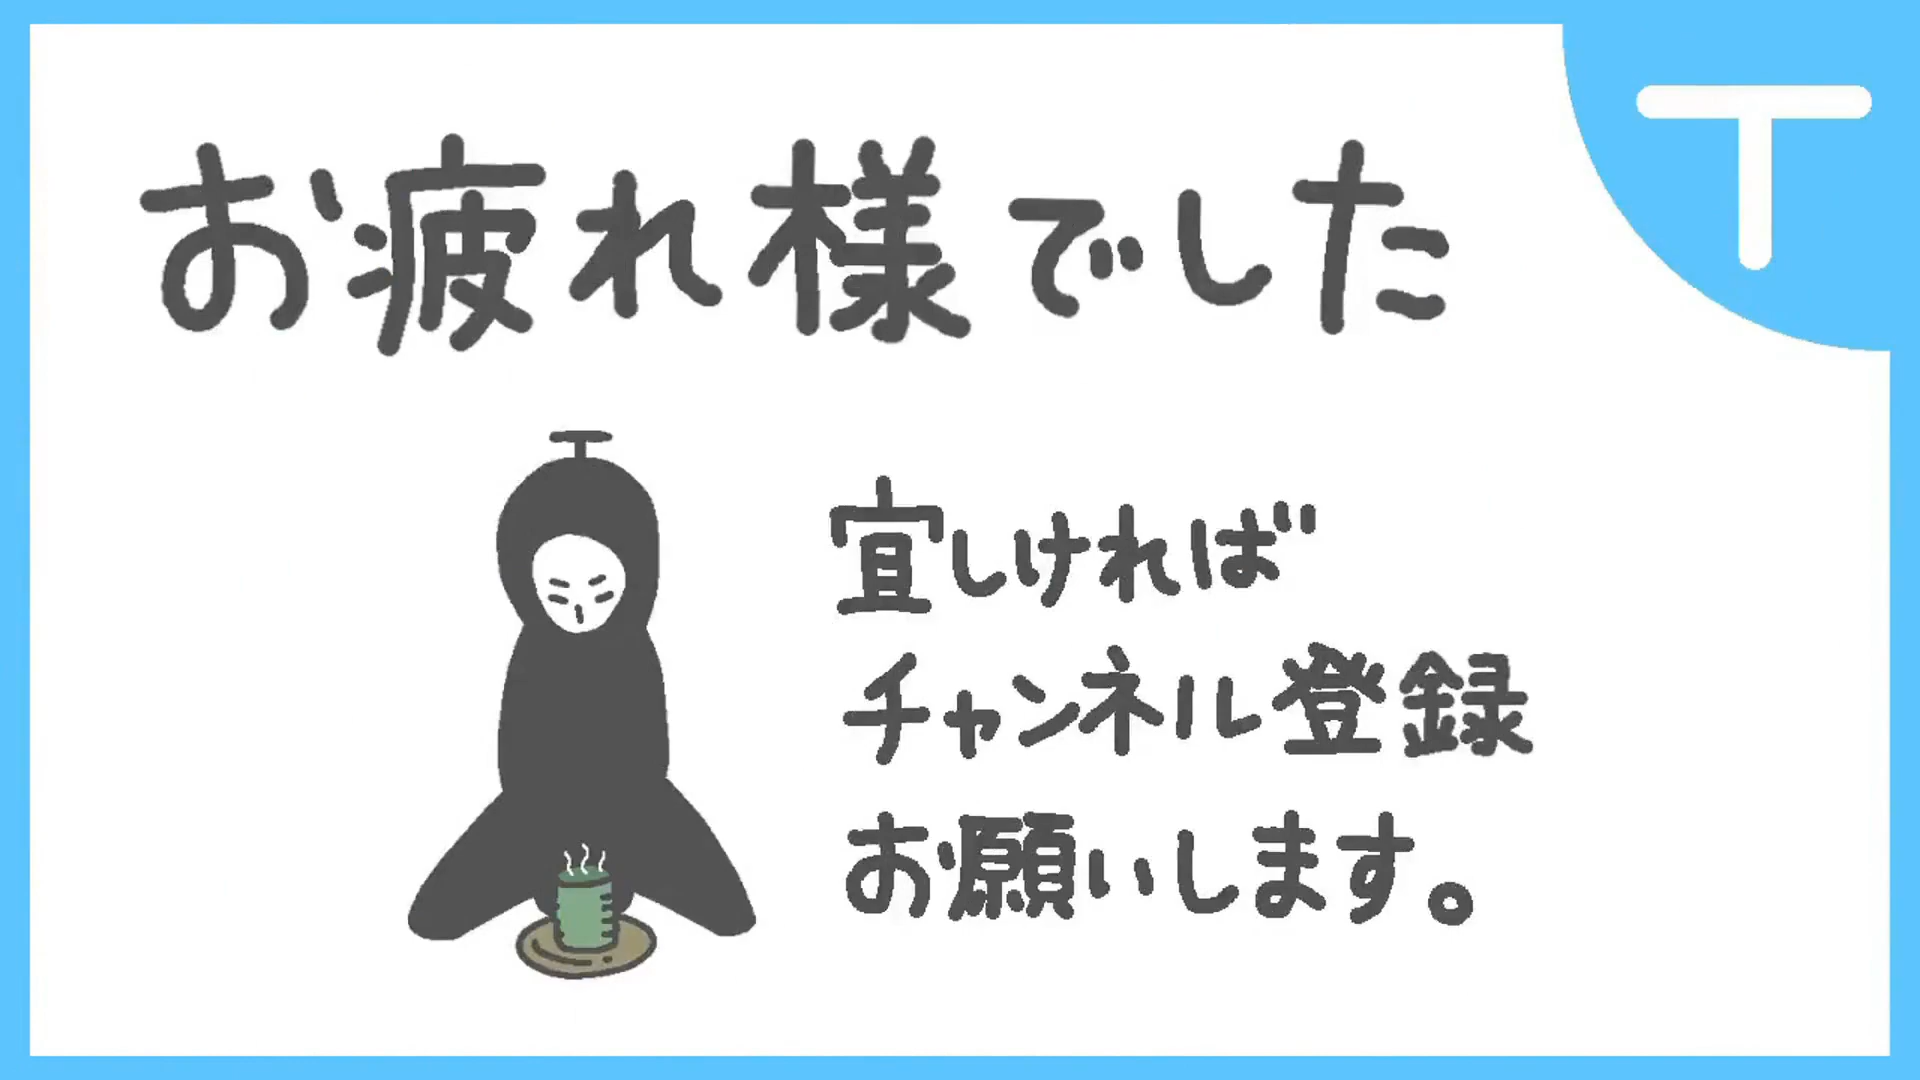 お疲れ様でした
T
宜しければ
チャンネル登録
お願いします。